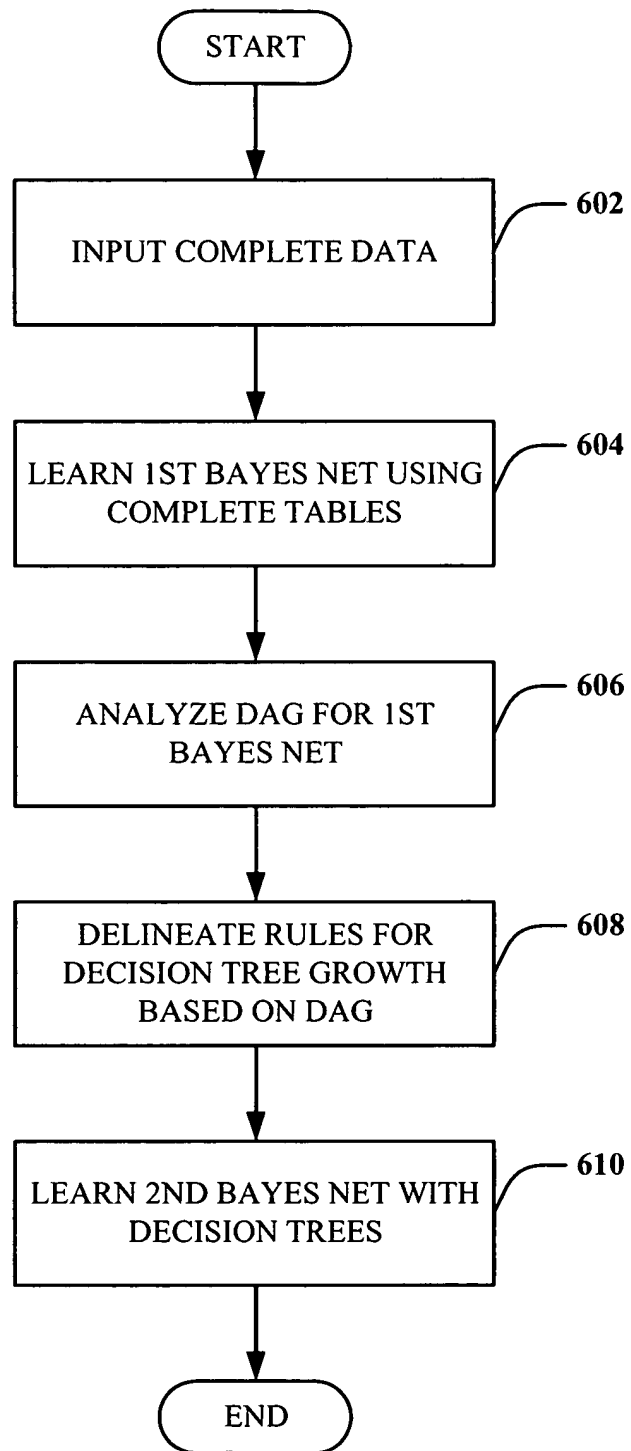 START
602
INPUT COMPLETE DATA
604
LEARN 1ST BAYES NET USING
COMPLETE TABLES
606
ANALYZE DAG FOR 1ST
BAYES NET
608
DELINEATE RULES FOR
DECISION TREE GROWTH
BASED ON DAG
610
LEARN 2ND BAYES NET WITH
DECISION TREES
END